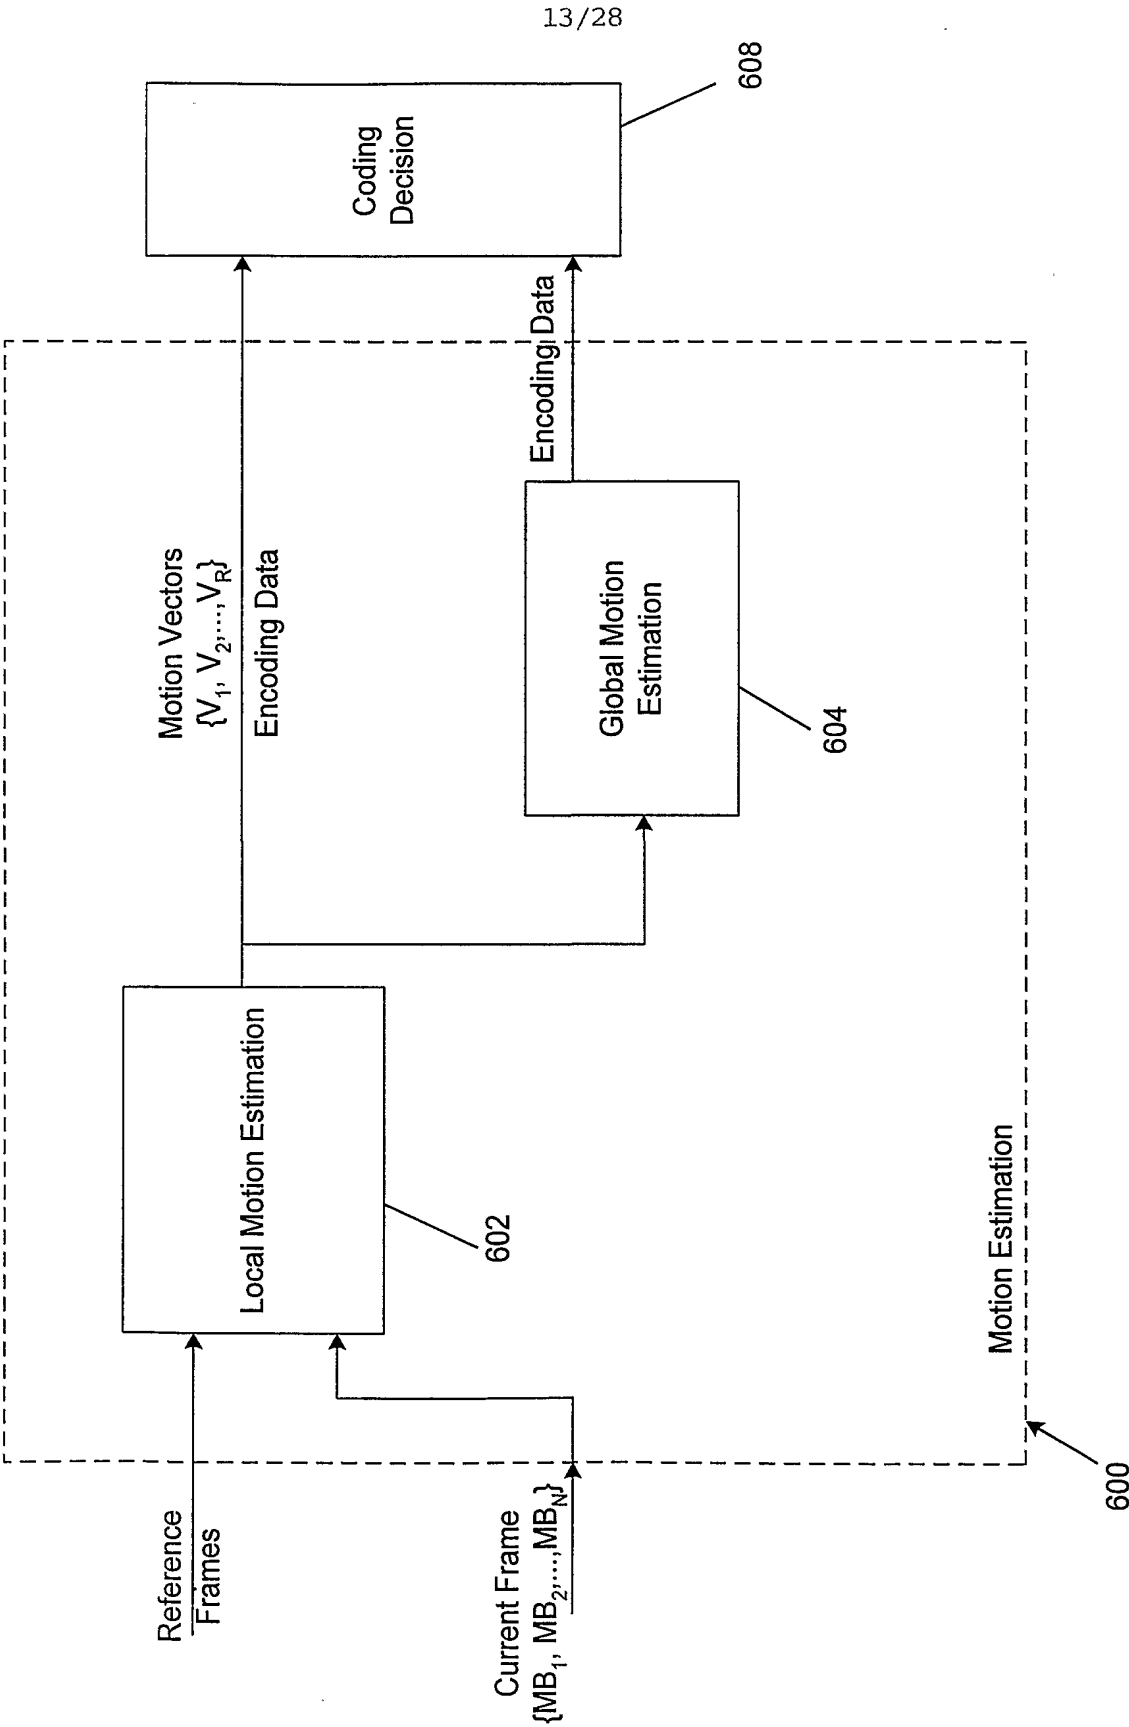 13/28
Reference
Frames
Current Frame
{MB1, MB2,...,MBN}
Local Motion Estimation
602
Motion Vectors
{V1, V2,...,VR}
Encoding Data
Global Motion
Estimation
604
Encoding Data
Coding
Decision
608
Motion Estimation
600